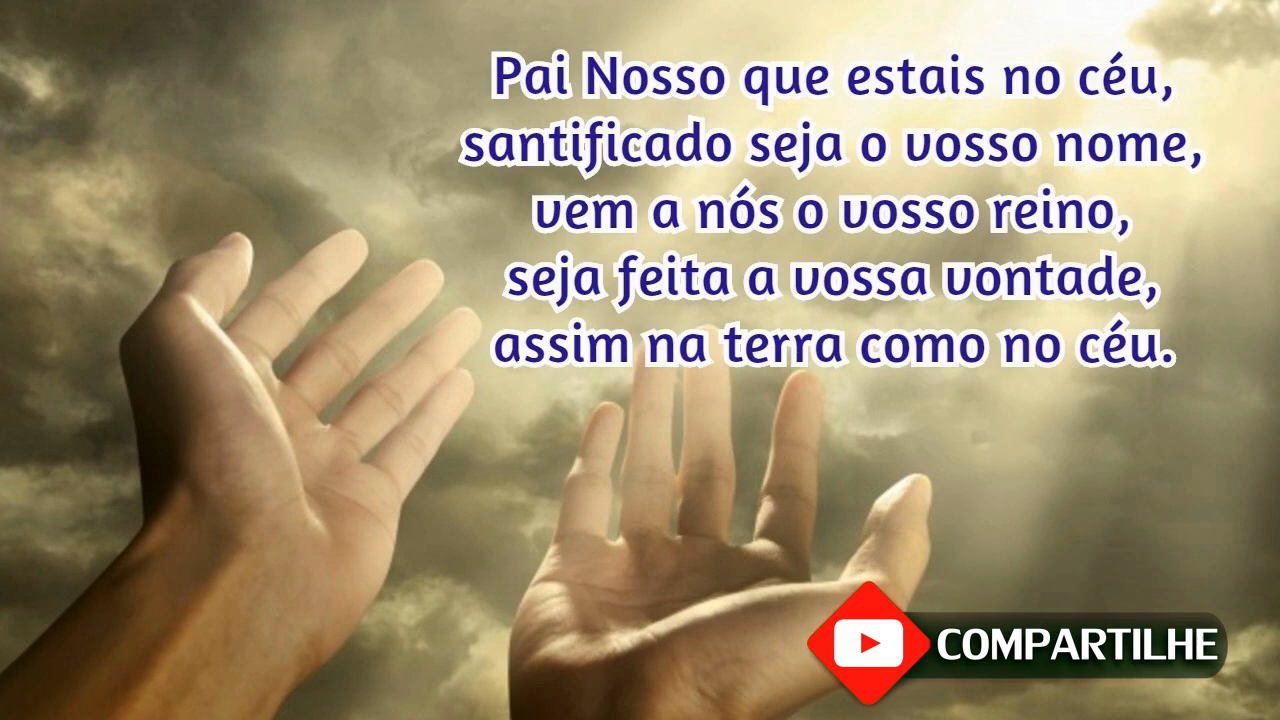 Pai Nosso que estais no céu,
santificado seja o vosso nome,
vem a nós o vosso reino,
seja feita a vossa vontade,
assim na terra como no céu.
COMPARTILHE